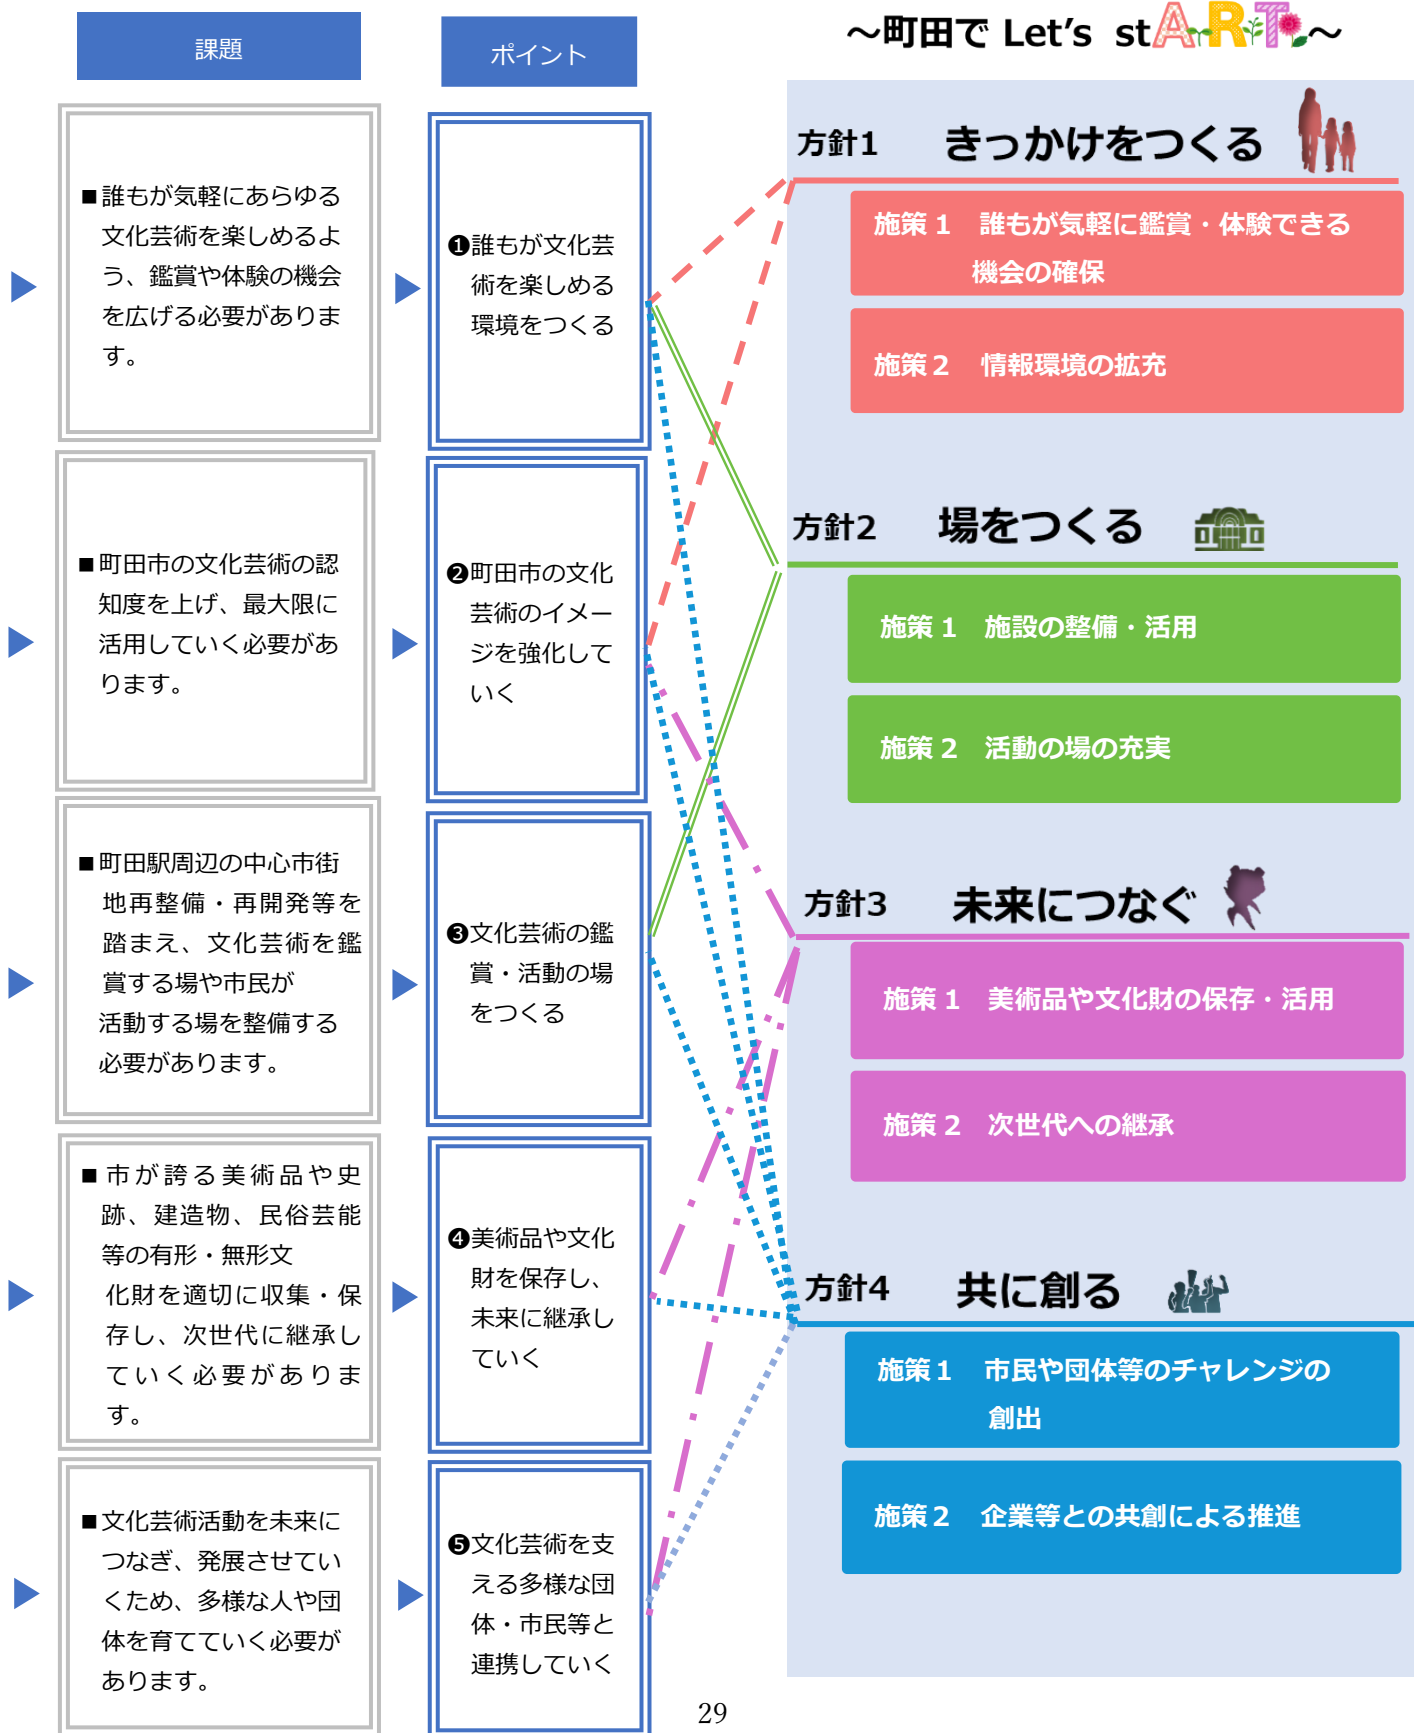 課題
■誰もが気軽にあらゆる
文化芸術を楽しめるよ
う、鑑賞や体験の機会
を広げる必要がありま
す。
■町田市の文化芸術の認
知度を上げ、最大限に
活用していく必要があ
ります。
■町田駅周辺の中心市街
地再整備・再開発等を
踏まえ、文化芸術を鑑
賞する場や市民が
活動する場を整備する
必要があります。
■市が誇る美術品や史
跡、建造物、民俗芸能
等の有形・無形文
化財を適切に収集・保
存し、次世代に継承し
ていく必要がありま
す。
■文化芸術活動を未来に
つなぎ、発展させてい
くため、多様な人や団
体を育てていく必要が
あります。
ポイント
❶誰もが文化芸
術を楽しめる
環境をつくる
❷町田市の文化
芸術のイメー
ジを強化して
いく
❸文化芸術の鑑
賞・活動の場
をつくる
❹美術品や文化
財を保存し、
未来に継承し
ていく
❺文化芸術を支
える多様な団
体・市民等と
連携していく
～町田で Let's stART～
方針1 きっかけをつくる
施策1 誰もが気軽に鑑賞・体験できる
機会の確保
施策2 情報環境の拡充
方針2 場をつくる
施策1 施設の整備・活用
施策2 活動の場の充実
方針3 未来につなぐ
施策1 美術品や文化財の保存・活用
施策2 次世代への継承
方針4 共に創る
施策1 市民や団体等のチャレンジの
創出
施策2 企業等との共創による推進
29